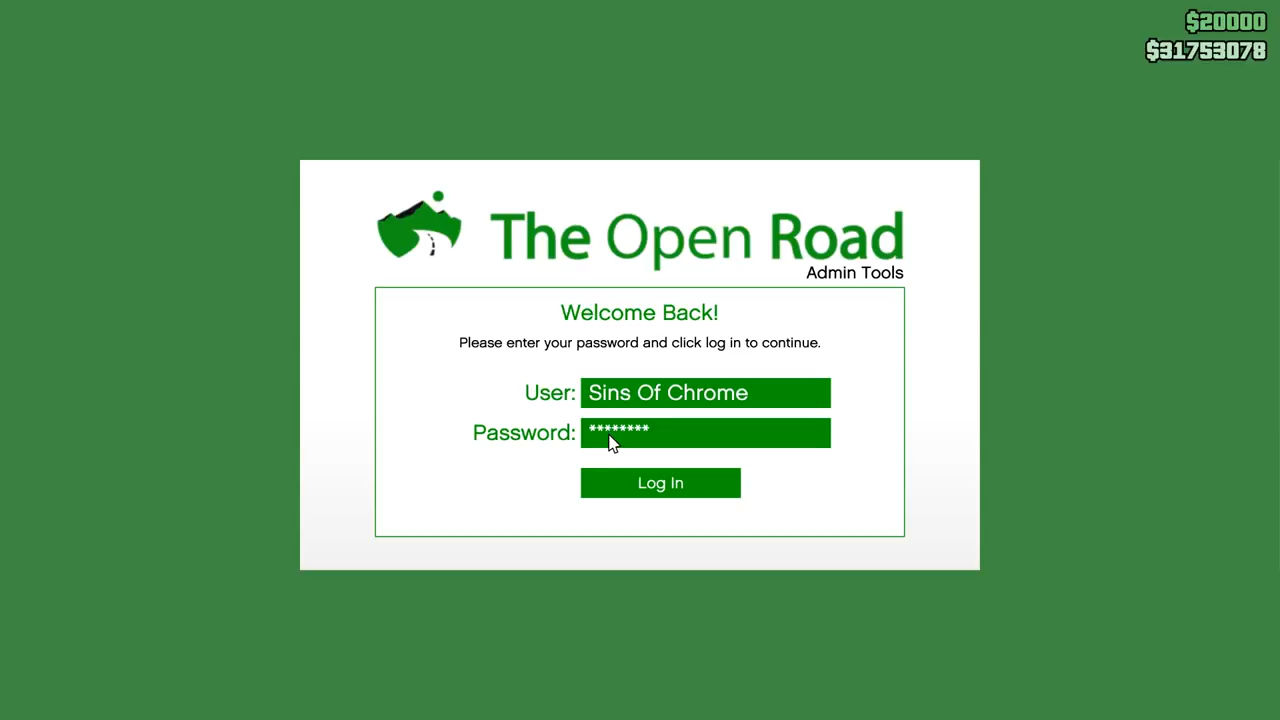 $20000
$31753078
The Open Road
Admin Tools
Welcome Back!
Please enter your password and click log in to continue.
User: Sins Of Chrome
Password: ********
Log In